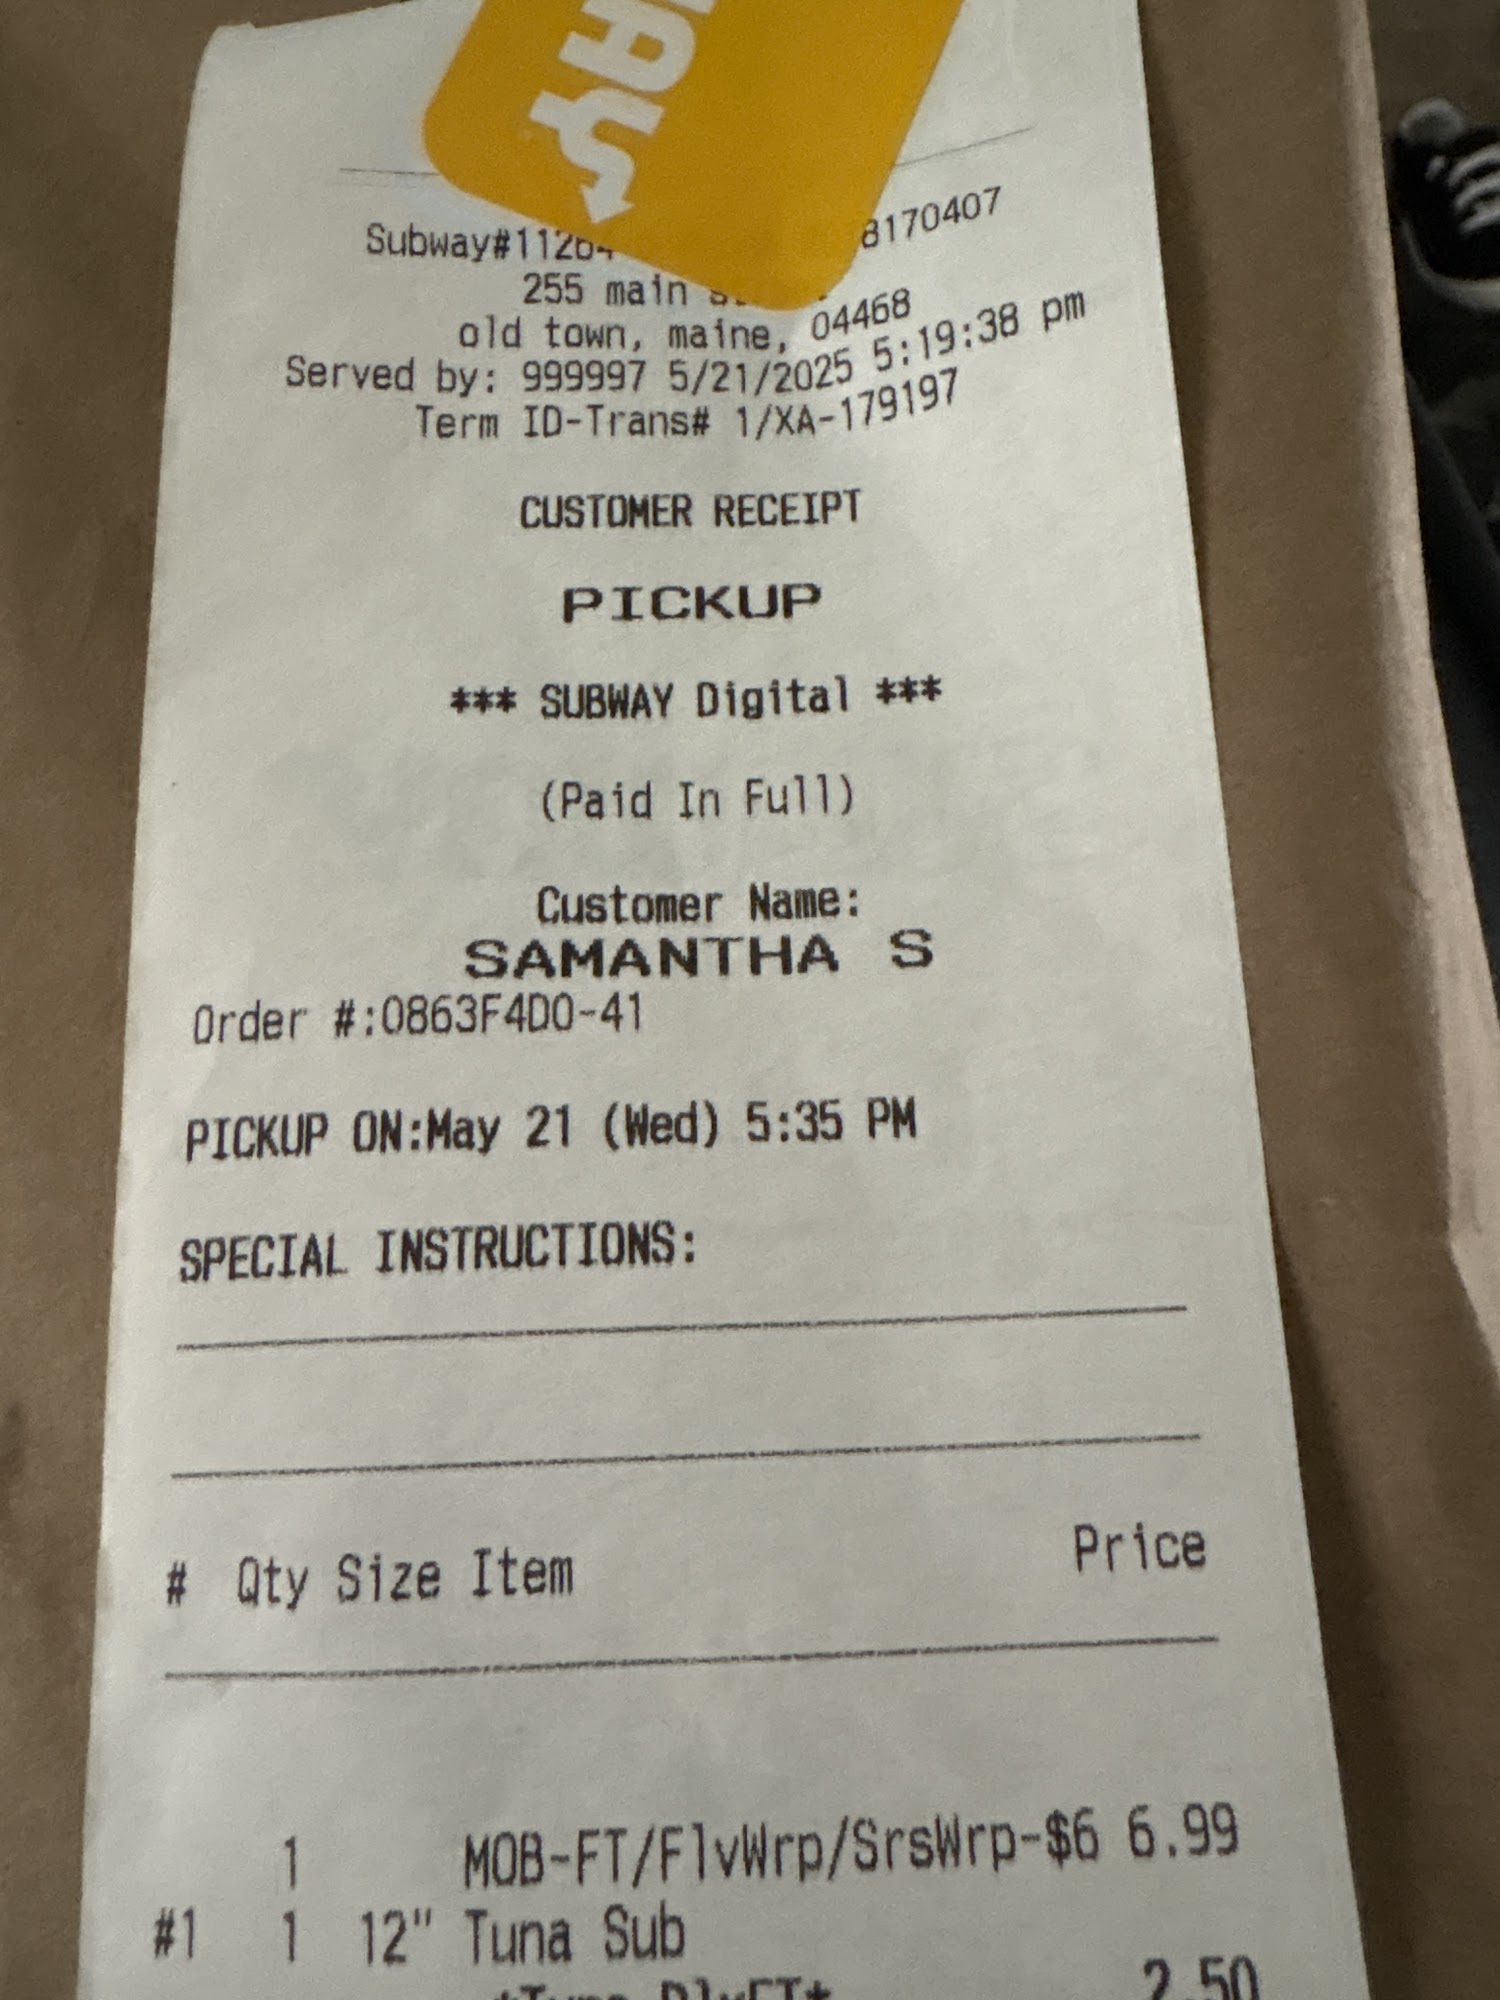 WAY
Subway#11264 8170407
255 main
old town, maine, 04468
Served by: 999997 5/21/2025 5:19:38 pm
Term ID-Trans# 1/XA-179197
CUSTOMER RECEIPT
PICKUP
*** SUBWAY Digital ***
(Paid In Full)
Customer Name:
SAMANTHA S
Order #:0863F4D0-41
PICKUP ON:May 21 (Wed) 5:35 PM
SPECIAL INSTRUCTIONS:
# Qty Size Item Price
1 MOB-FT/FlvWrp/SrsWrp-$6 6.99
#1 1 12" Tuna Sub
2.50